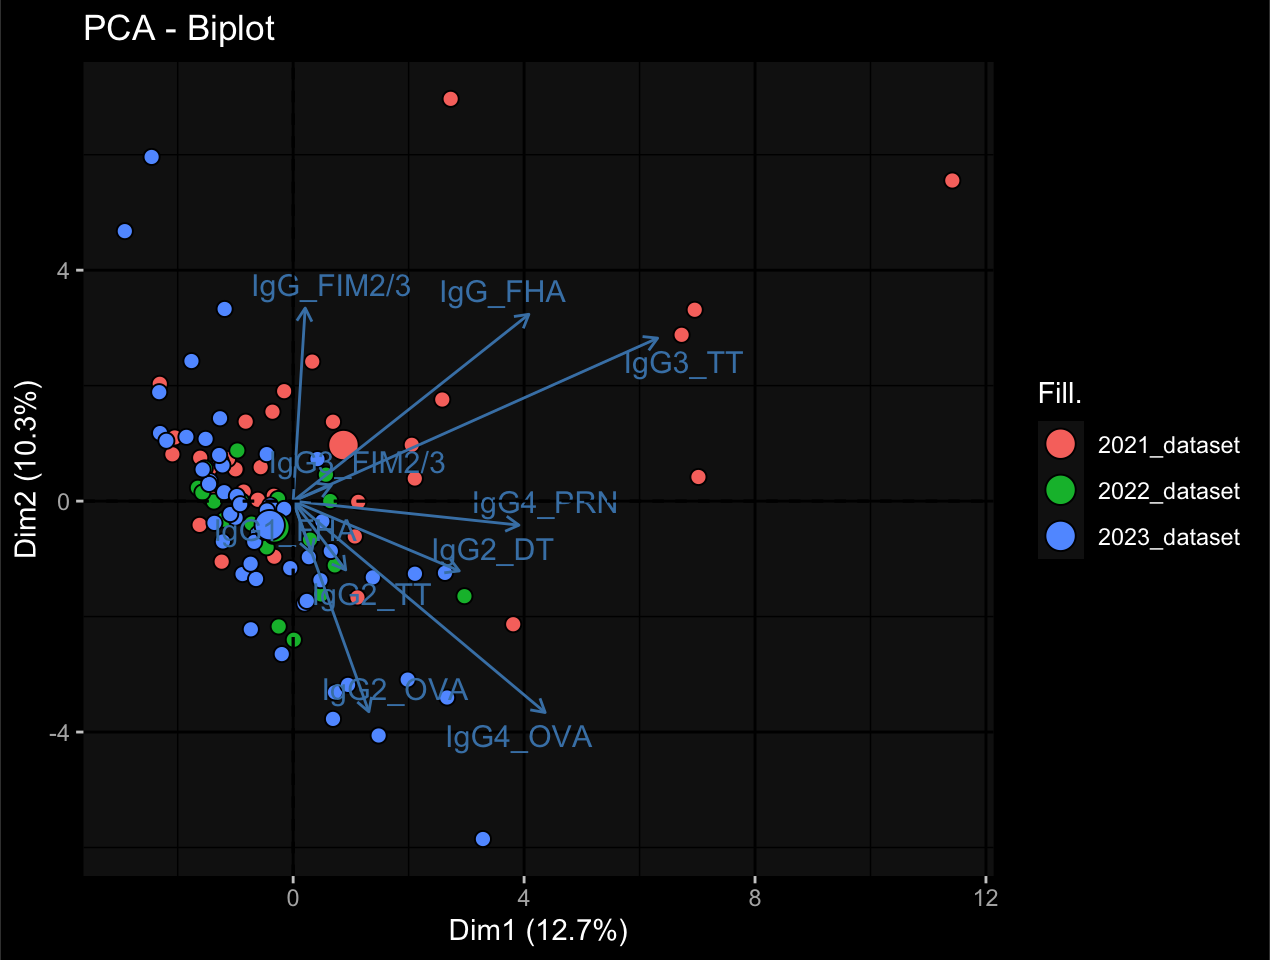 PCA - Biplot
IgG_FIM2/3
IgG_FHA
IgG3_TT
IgG3_FIM2/3
IgG4_PRN
IgG1_FHA
IgG2_DT
IgG2_TT
IgG2_OVA
IgG4_OVA
4
0
-4
Dim2 (10.3%)
0
4
8
12
Dim1 (12.7%)
Fill.
2021_dataset
2022_dataset
2023_dataset